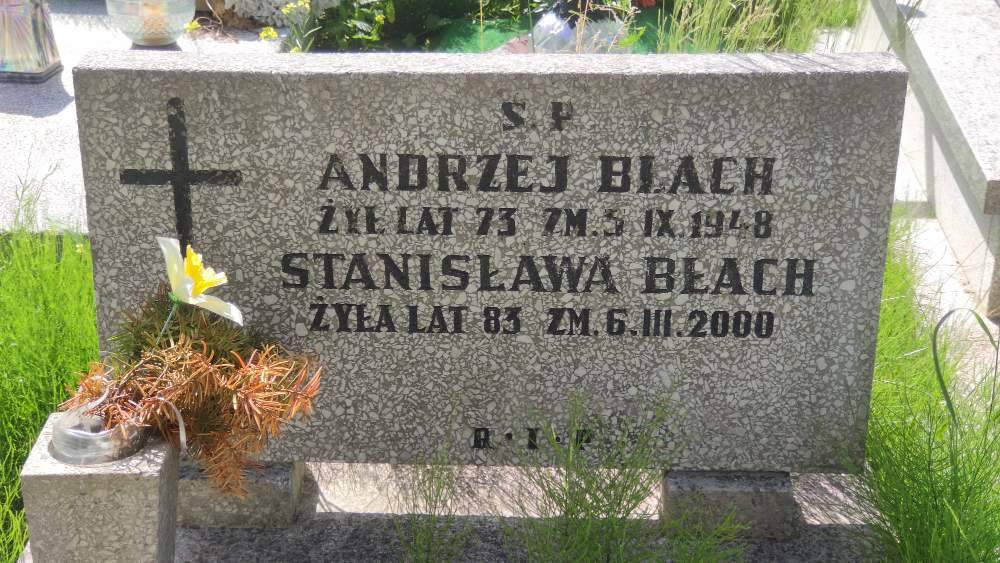 Ś. P.
ANDRZEJ BŁACH
ŻYŁ LAT 73 ZM. 5 IX. 1948
STANISŁAWA BŁACH
ŻYŁA LAT 83 ZM. 6. III. 2000
R · I · P